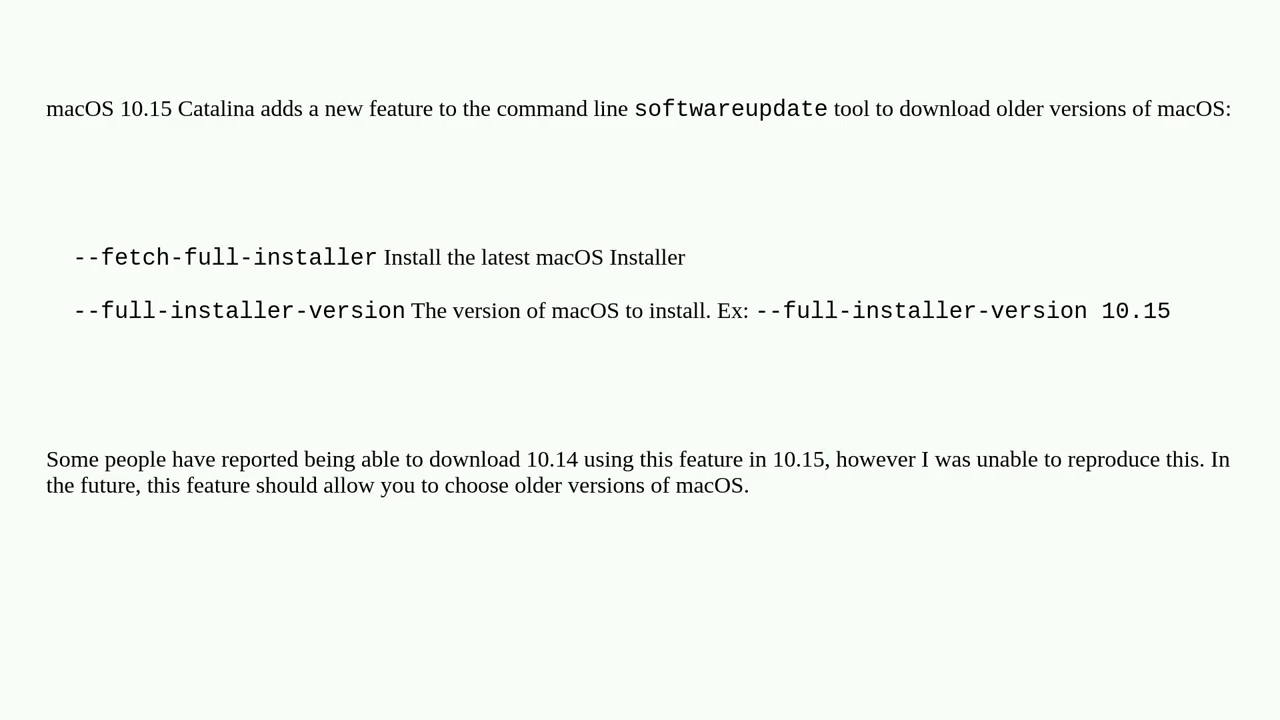 macOS 10.15 Catalina adds a new feature to the command line softwareupdate tool to download older versions of macOS:
--fetch-full-installer Install the latest macOS Installer
--full-installer-version The version of macOS to install. Ex: --full-installer-version 10.15
Some people have reported being able to download 10.14 using this feature in 10.15, however I was unable to reproduce this. In
the future, this feature should allow you to choose older versions of macOS.